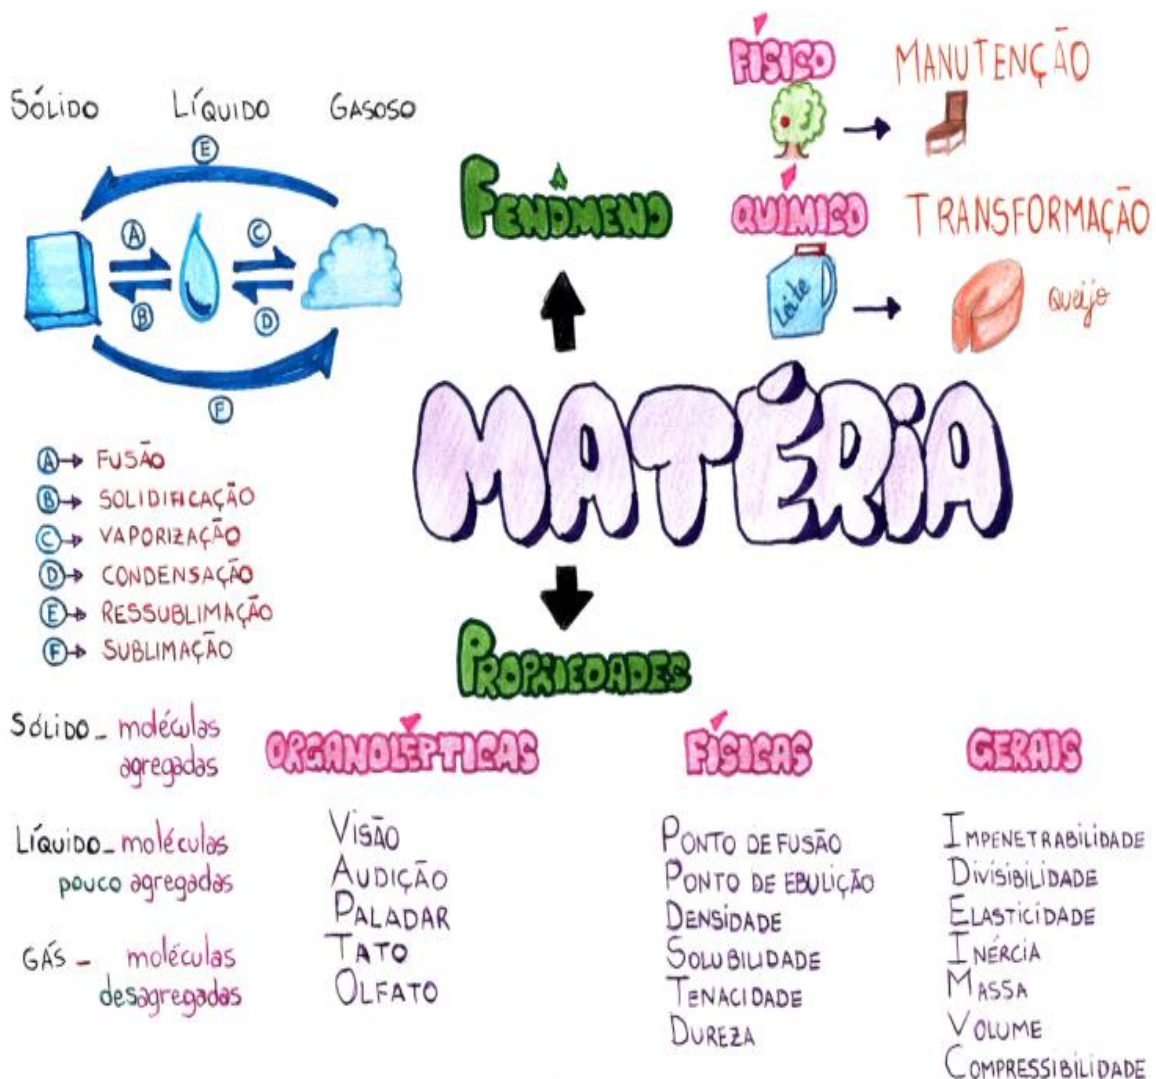 SÓLIDO LÍQUIDO GASOSO
E
A
C
B
D
F
A → FUSÃO
B → SOLIDIFICAÇÃO
C → VAPORIZAÇÃO
D → CONDENSAÇÃO
E → RESSUBLIMAÇÃO
F → SUBLIMAÇÃO
FENÔMENO
FÍSICO
MANUTENÇÃO
QUÍMICO
TRANSFORMAÇÃO
Leite
queijo
MATÉRIA
PROPRIEDADES
SÓLIDO - moléculas
agregadas
LÍQUIDO - moléculas
pouco agregadas
GÁS - moléculas
desagregadas
ORGANOLÉPTICAS
VISÃO
AUDIÇÃO
PALADAR
TATO
OLFATO
FÍSICAS
PONTO DE FUSÃO
PONTO DE EBULIÇÃO
DENSIDADE
SOLUBILIDADE
TENACIDADE
DUREZA
GERAIS
IMPENETRABILIDADE
DIVISIBILIDADE
ELASTICIDADE
INÉRCIA
MASSA
VOLUME
COMPRESSIBILIDADE